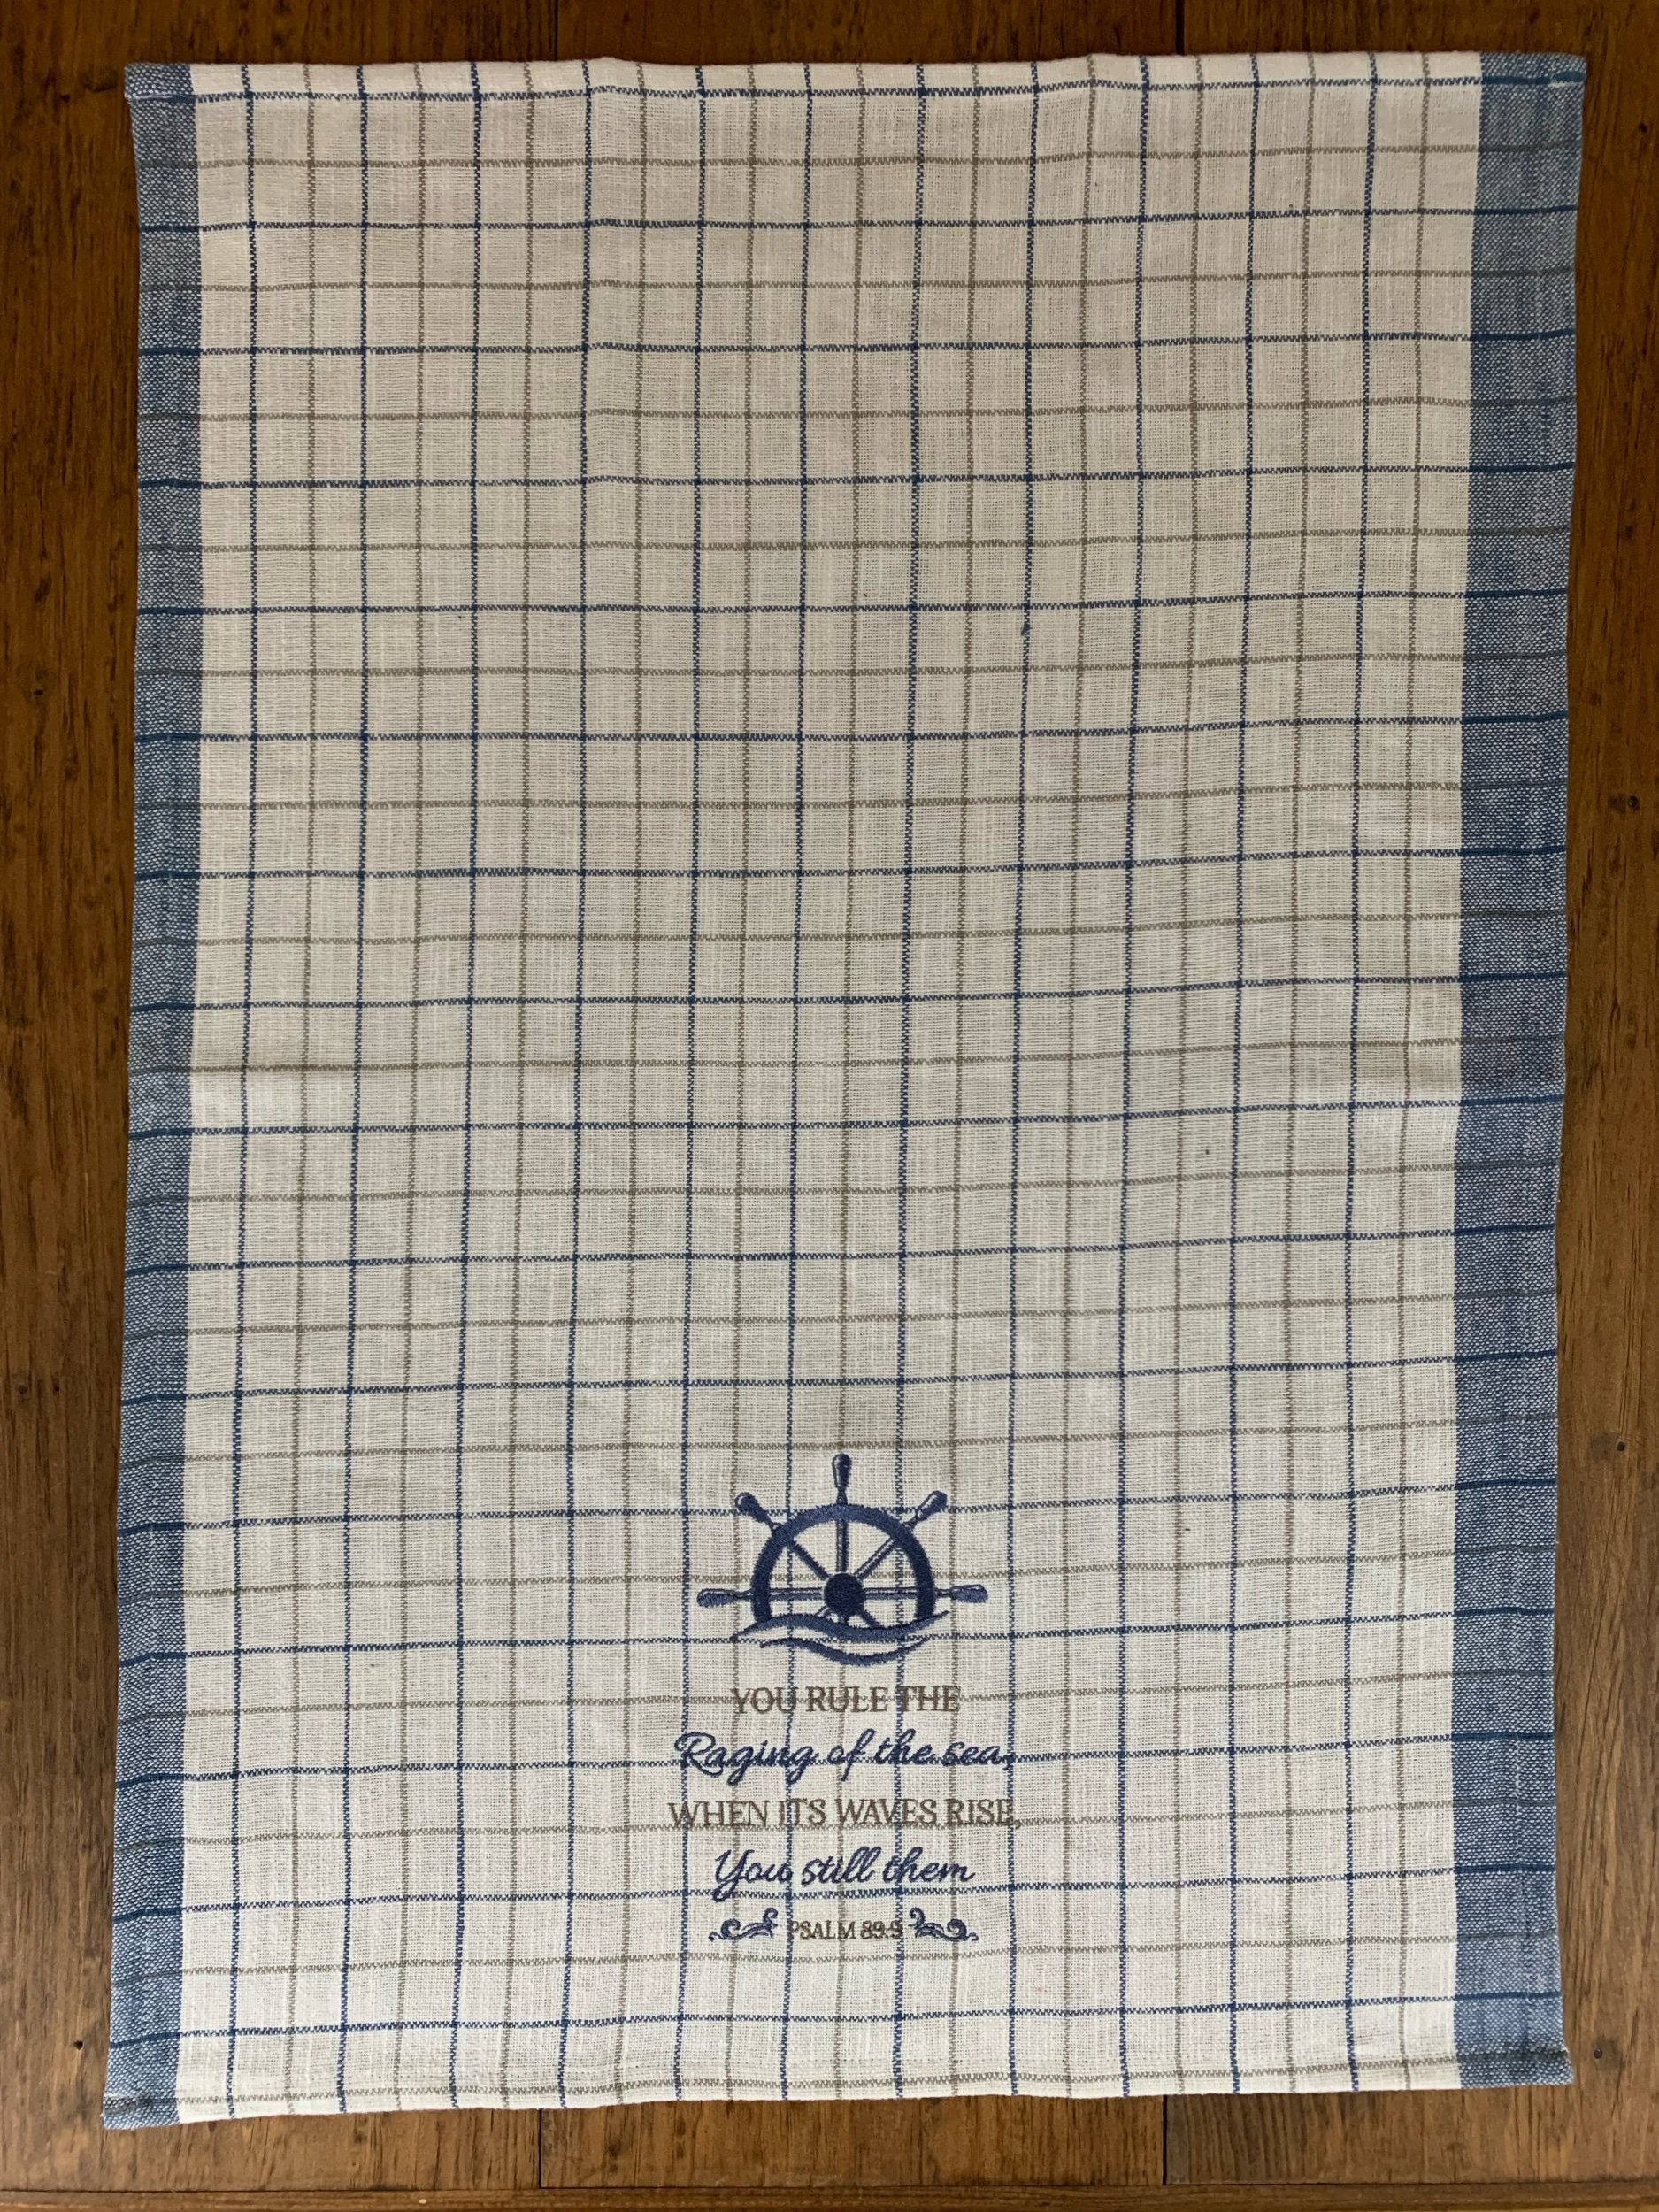 YOU RULE THE
Raging of the sea,
WHEN ITS WAVES RISE,
You still them
PSALM 89:9